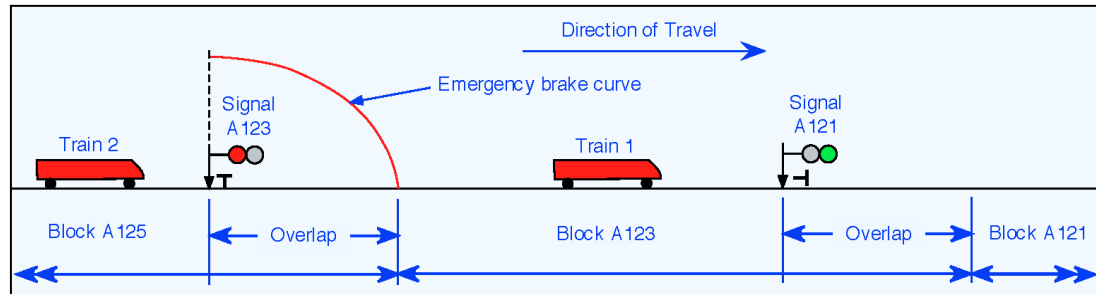 Direction of Travel
Emergency brake curve
Signal
A123
Signal
A121
Train 2
Train 1
Block A125
Overlap
Block A123
Overlap
Block A121